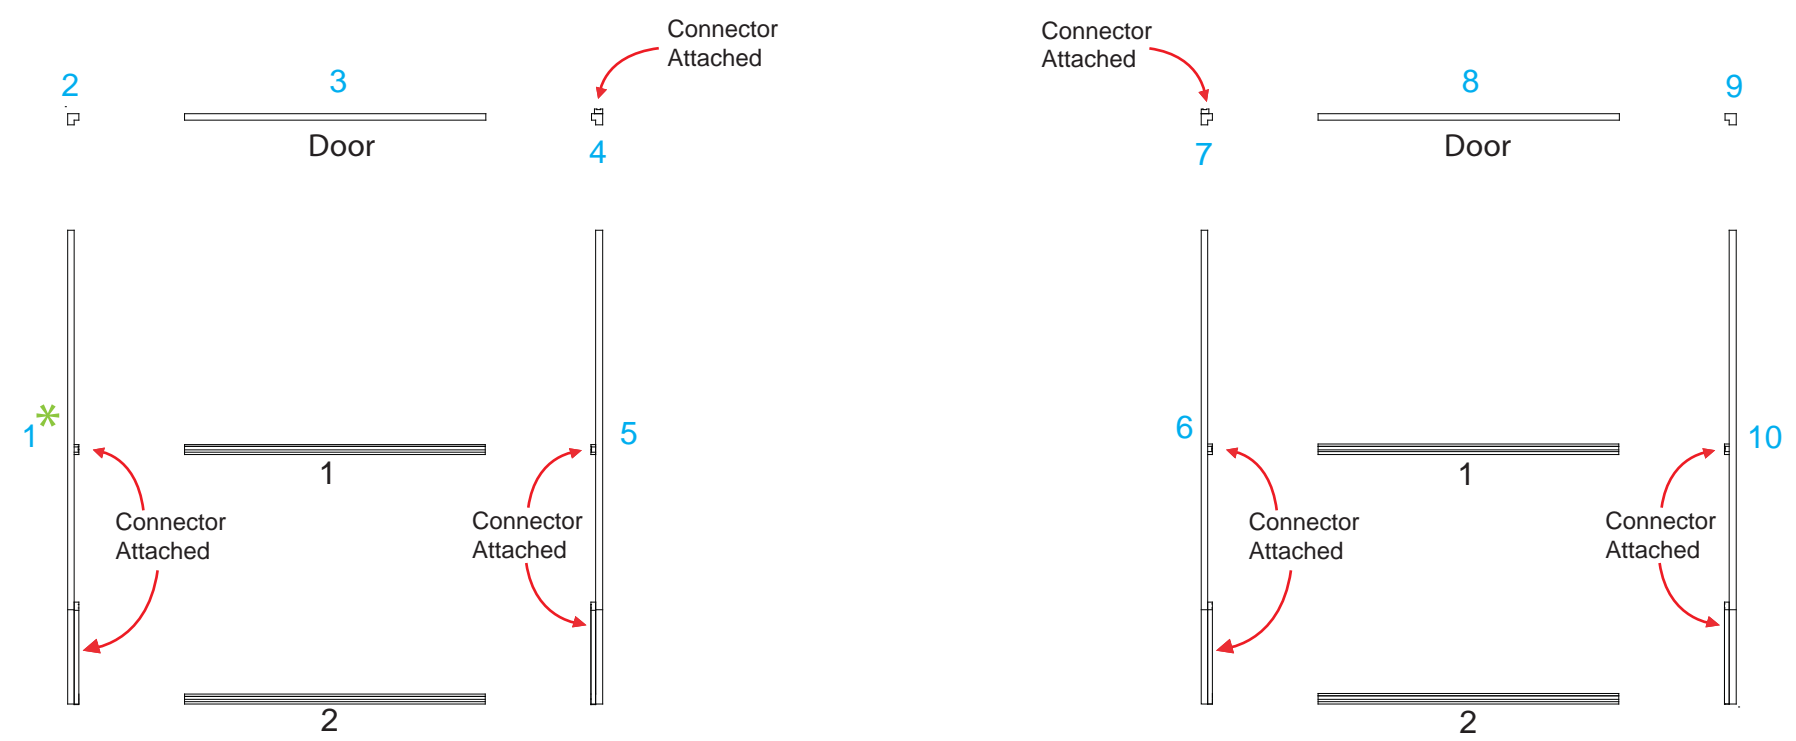 Connector
Attached
Connector
Attached
2
3
8
9
Door
4
7
Door
1*
5
6
10
1
1
Connector
Attached
Connector
Attached
Connector
Attached
Connector
Attached
2
2